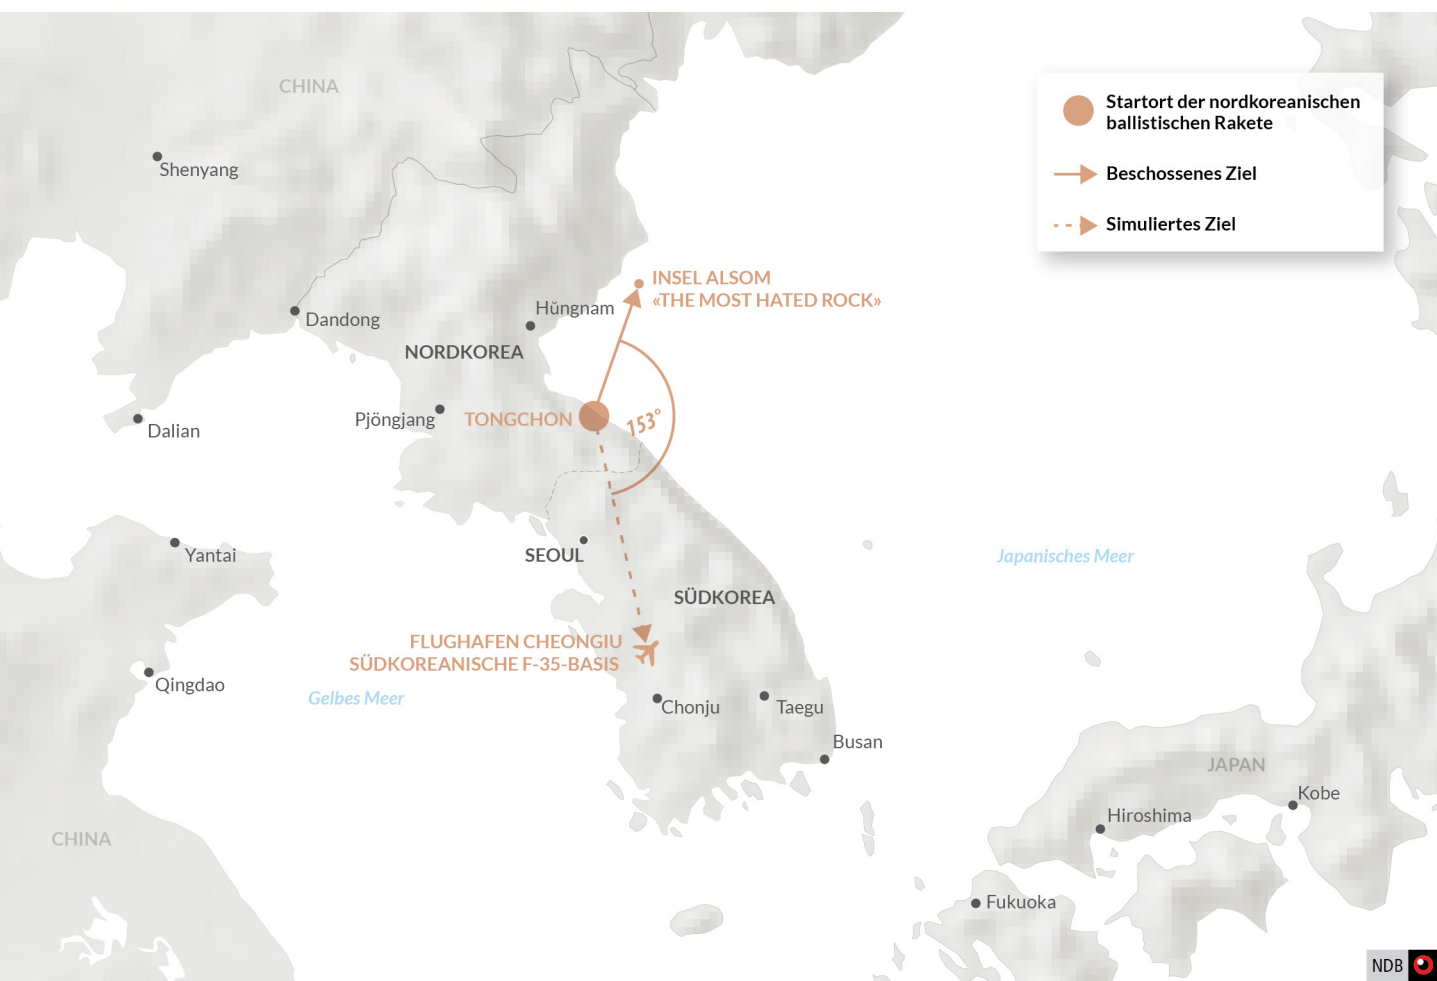 CHINA
Startort der nordkoreanischen
ballistischen Rakete
Shenyang
Beschossenes Ziel
Simuliertes Ziel
INSEL ALSOM
«THE MOST HATED ROCK»
Hŭngnam
Dandong
NORDKOREA
Pjöngjang
TONGCHON
153°
Dalian
Yantai
SEOUL
Japanisches Meer
SÜDKOREA
FLUGHAFEN CHEONGIU
SÜDKOREANISCHE F-35-BASIS
Qingdao
Gelbes Meer
Chonju
Taegu
Busan
JAPAN
Kobe
Hiroshima
CHINA
Fukuoka
NDB